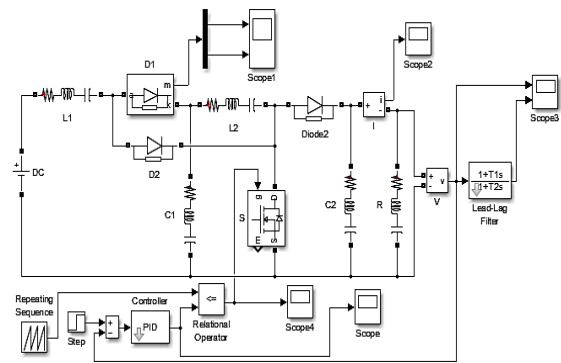 D1
m
a
k
Scope1
Scope2
L1
L2
Diode2
+
i
-
I
Scope3
D2
+
DC
C1
g
D
S
E
S
C2
R
+
-
v
V
1+T1s
1+T2s
Lead-Lag
Filter
Repeating
Sequence
Step
+
−
Controller
PID
<=
Relational
Operator
Scope4
Scope